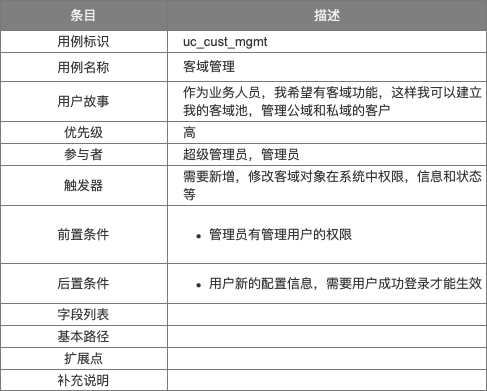 条目 描述
用例标识 uc_cust_mgmt
用例名称 客域管理
用户故事 作为业务人员，我希望有客域功能，这样我可以建立
我的客域池，管理公域和私域的客户
优先级 高
参与者 超级管理员，管理员
触发器 需要新增，修改客域对象在系统中权限，信息和状态
等
前置条件 • 管理员有管理用户的权限
后置条件 • 用户新的配置信息，需要用户成功登录才能生效
字段列表
基本路径
扩展点
补充说明